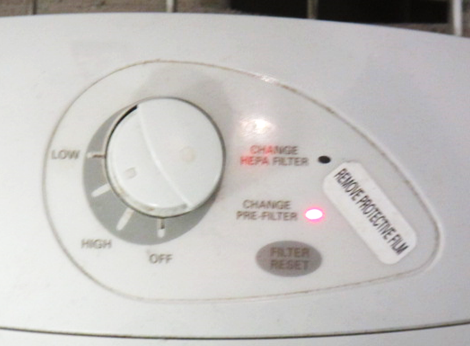 CHANGE
HEPA FILTER
LOW
REMOVE PROTECTIVE FILM
CHANGE
PRE-FILTER
HIGH
OFF
FILTER
RESET